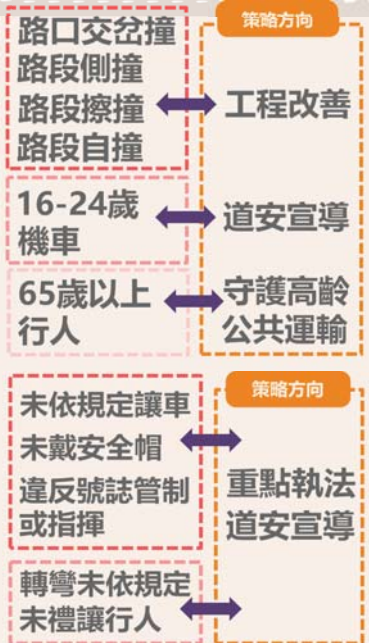 路口交岔撞
路段側撞
路段擦撞
路段自撞
策略方向
工程改善
16-24歲
機車
道安宣導
65歲以上
行人
守護高齡
公共運輸
未依規定讓車
未戴安全帽
違反號誌管制
或指揮
策略方向
重點執法
道安宣導
轉彎未依規定
未禮讓行人